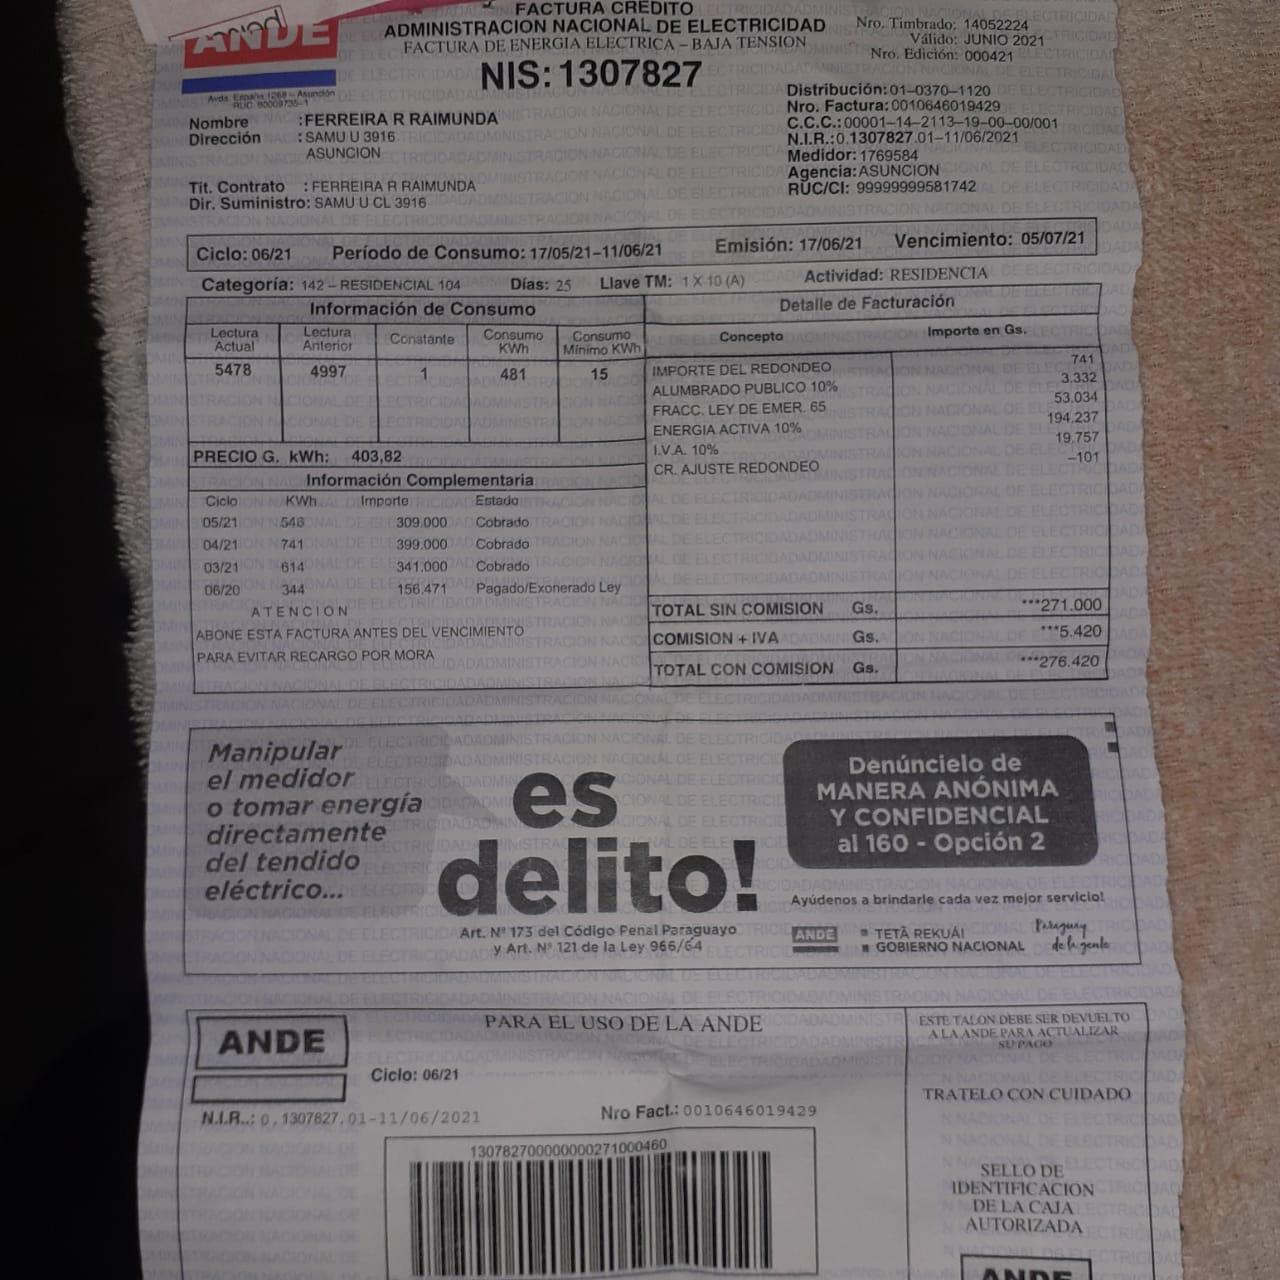 FACTURA CREDITO
ADMINISTRACION NACIONAL DE ELECTRICIDAD
FACTURA DE ENERGIA ELECTRICA – BAJA TENSION
NIS: 1307827
ANDE
Avda. España 1268 – Asunción
RUC: 80009735-1
Nro. Timbrado: 14052224
Válido: JUNIO 2021
Nro. Edición: 000421
Distribución: 01–0370–1120
Nro. Factura: 0010646019429
C.C.C.: 00001–14–2113–19–00–00/001
N.I.R.: 0.1307827.01–11/06/2021
Medidor: 1769584
Agencia: ASUNCION
RUC/CI: 99999999581742
Nombre : FERREIRA R RAIMUNDA
Dirección : SAMU U 3916
ASUNCION
Tit. Contrato : FERREIRA R RAIMUNDA
Dir. Suministro: SAMU U CL 3916
Ciclo: 06/21 Período de Consumo: 17/05/21–11/06/21 Emisión: 17/06/21 Vencimiento: 05/07/21
Categoría: 142 – RESIDENCIAL 104 Días: 25 Llave TM: 1 X 10 (A) Actividad: RESIDENCIA
Información de Consumo
Lectura Actual Lectura Anterior Constante Consumo KWh Consumo Mínimo KWh
5478 4997 1 481 15
PRECIO G. kWh: 403,82
Información Complementaria
Ciclo KWh Importe Estado
05/21 546 309.000 Cobrado
04/21 741 399.000 Cobrado
03/21 614 341.000 Cobrado
06/20 344 156.471 Pagado/Exonerado Ley
ATENCION
ABONE ESTA FACTURA ANTES DEL VENCIMIENTO
PARA EVITAR RECARGO POR MORA
Detalle de Facturación
Concepto Importe en Gs.
IMPORTE DEL REDONDEO 741
ALUMBRADO PUBLICO 10% 3.332
FRACC. LEY DE EMER. 65 53.034
ENERGIA ACTIVA 10% 194.237
I.V.A. 10% 19.757
CR. AJUSTE REDONDEO –101
TOTAL SIN COMISION Gs. ***271.000
COMISION + IVA Gs. ***5.420
TOTAL CON COMISION Gs. ***276.420
Manipular
el medidor
o tomar energía
directamente
del tendido
eléctrico...
es
delito!
Art. Nº 173 del Código Penal Paraguayo
y Art. Nº 121 de la Ley 966/64
Denúncielo de
MANERA ANÓNIMA
Y CONFIDENCIAL
al 160 - Opción 2
Ayúdenos a brindarle cada vez mejor servicio!
ANDE
TETÃ REKUÁI
GOBIERNO NACIONAL
Paraguay
de la gente
ANDE
PARA EL USO DE LA ANDE
Ciclo: 06/21
N.I.R..: 0.1307827.01–11/06/2021
Nro Fact.: 0010646019429
1307827000000000271000460
ESTE TALON DEBE SER DEVUELTO
A LA ANDE PARA ACTUALIZAR
SU PAGO
TRATELO CON CUIDADO
SELLO DE
IDENTIFICACION
DE LA CAJA
AUTORIZADA
ANDE